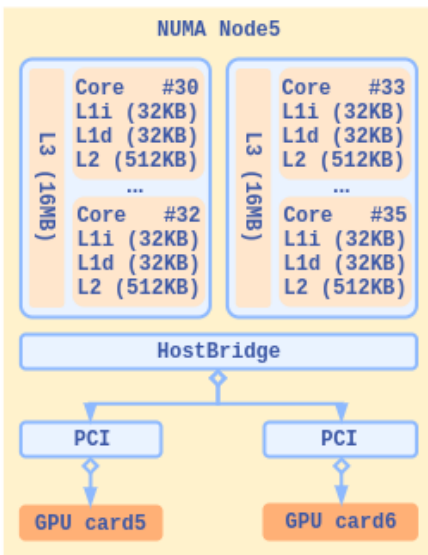 NUMA Node5
L3 (16MB)
Core #30
L1i (32KB)
L1d (32KB)
L2 (512KB)
...
Core #32
L1i (32KB)
L1d (32KB)
L2 (512KB)
L3 (16MB)
Core #33
L1i (32KB)
L1d (32KB)
L2 (512KB)
...
Core #35
L1i (32KB)
L1d (32KB)
L2 (512KB)
HostBridge
PCI
PCI
GPU card5
GPU card6